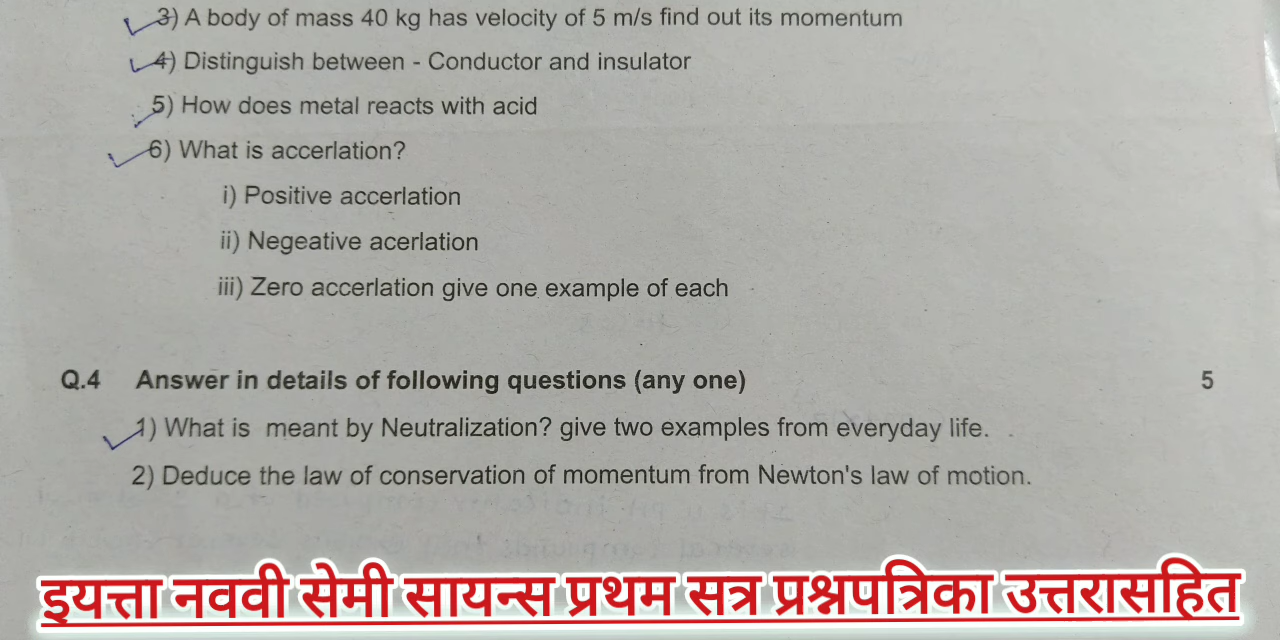 3) A body of mass 40 kg has velocity of 5 m/s find out its momentum
4) Distinguish between - Conductor and insulator
5) How does metal reacts with acid
6) What is accerlation?
i) Positive accerlation
ii) Negeative acerlation
iii) Zero accerlation give one example of each
Q.4 Answer in details of following questions (any one) 5
1) What is meant by Neutralization? give two examples from everyday life.
2) Deduce the law of conservation of momentum from Newton's law of motion.
इयत्ता नववी सेमी सायन्स प्रथम सत्र प्रश्नपत्रिका उत्तरासहित